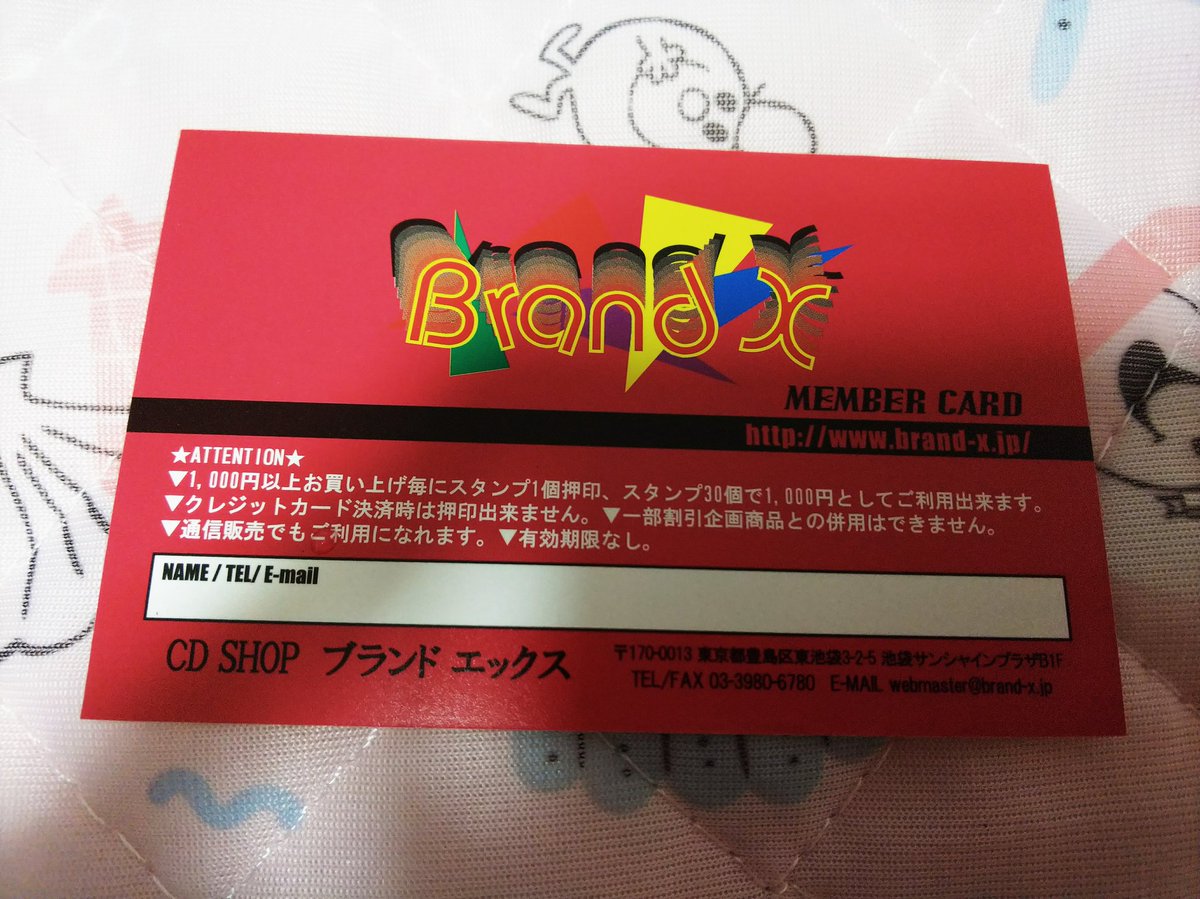 Brand X
MEMBER CARD
http://www.brand-x.jp/
★ATTENTION★
▼1,000円以上お買い上げ毎にスタンプ1個押印、スタンプ30個で1,000円としてご利用出来ます。
▼クレジットカード決済時は押印出来ません。▼一部割引企画商品との併用はできません。
▼通信販売でもご利用になれます。▼有効期限なし。
NAME / TEL/ E-mail
CD SHOP ブランド エックス
〒170-0013 東京都豊島区東池袋3-2-5 池袋サンシャインプラザB1F
TEL/FAX 03-3980-6780 E-MAIL webmaster@brand-x.jp